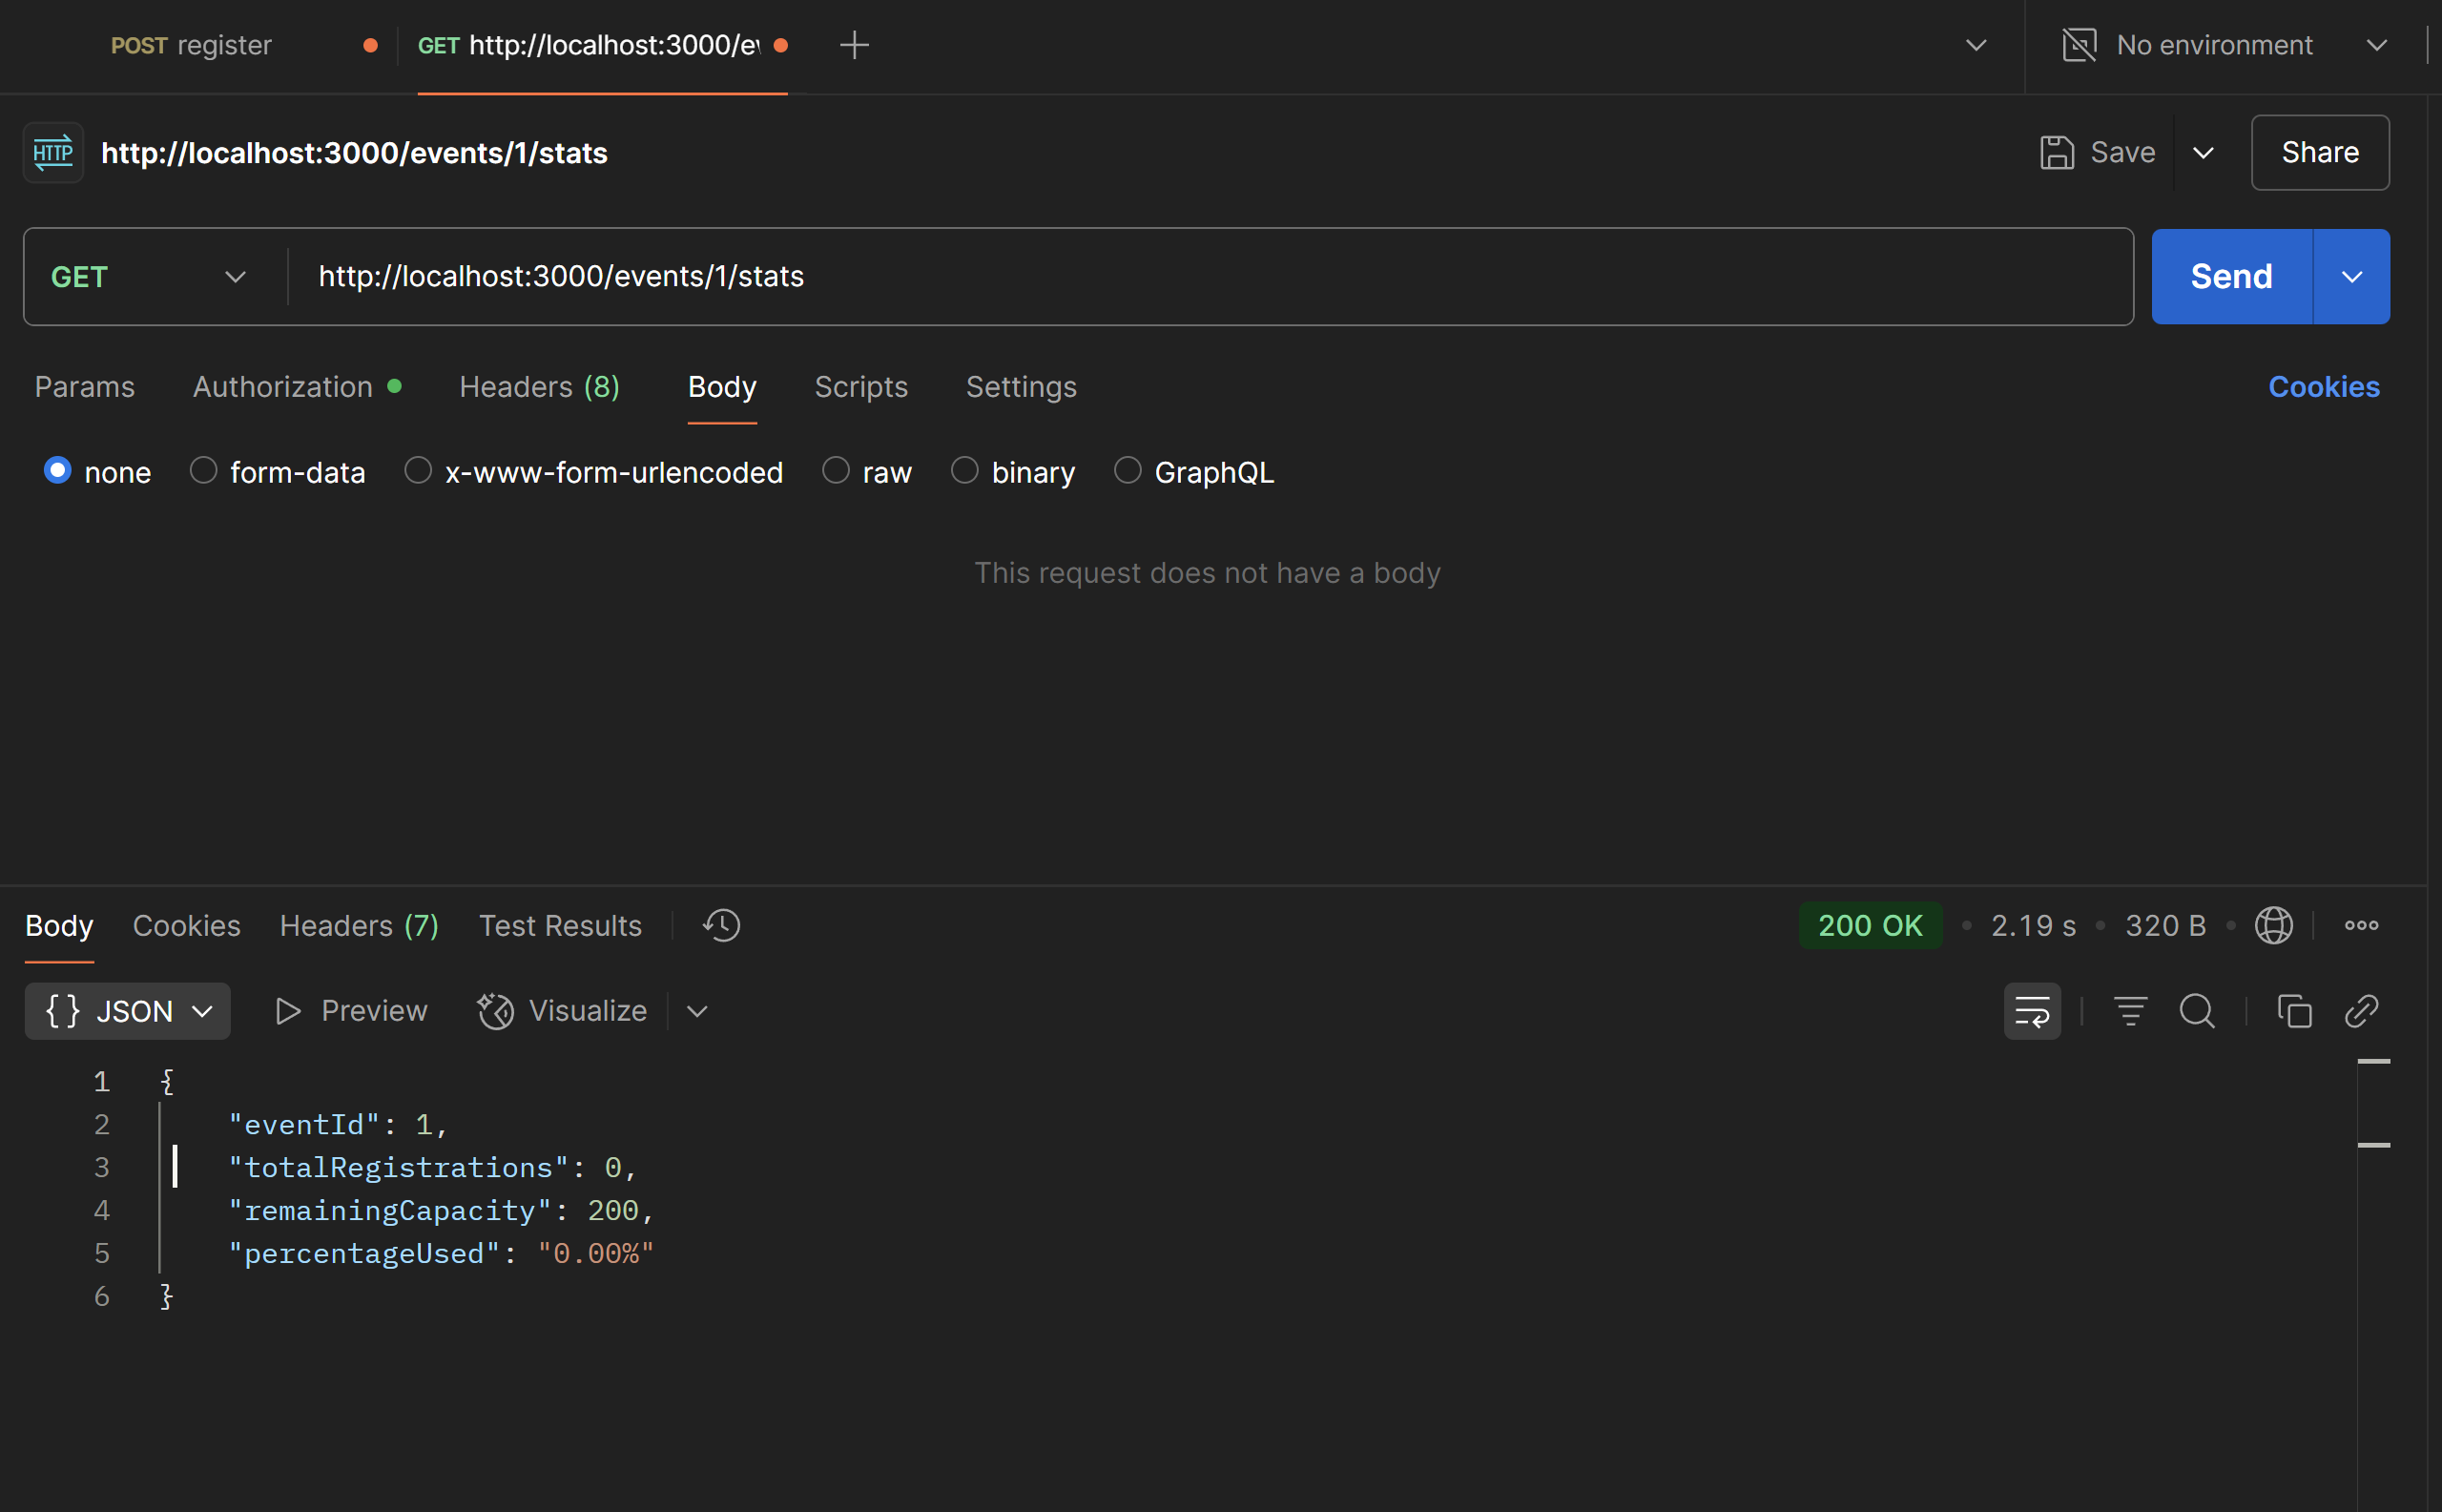 POST register
GET http://localhost:3000/ev
No environment
HTTP http://localhost:3000/events/1/stats
Save
Share
GET http://localhost:3000/events/1/stats
Send
Params Authorization Headers (8) Body Scripts Settings Cookies
none form-data x-www-form-urlencoded raw binary GraphQL
This request does not have a body
Body Cookies Headers (7) Test Results 200 OK • 2.19 s • 320 B •
{ } JSON Preview Visualize
1 {
2 "eventId": 1,
3 "totalRegistrations": 0,
4 "remainingCapacity": 200,
5 "percentageUsed": "0.00%"
6 }